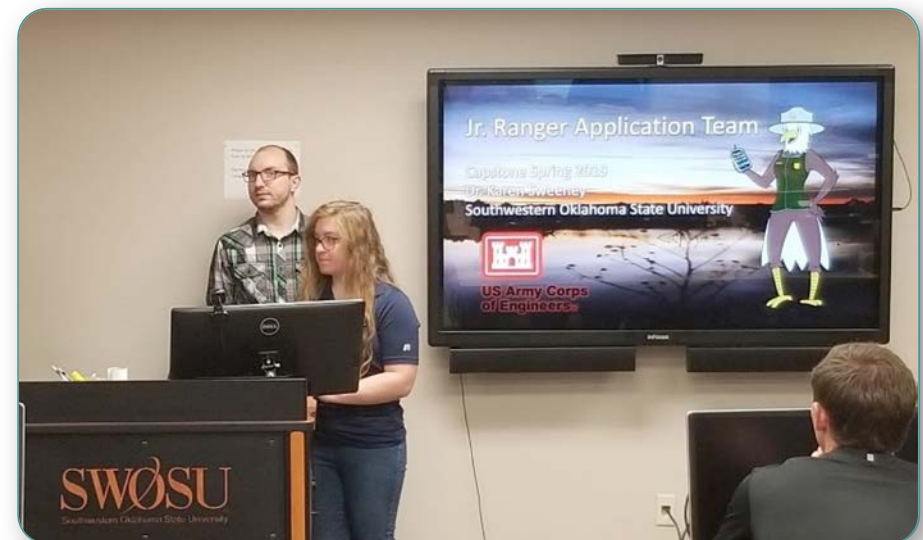 Jr. Ranger Application Team
Capstone Spring 2019
Dr. Karen Sweeney
Southwestern Oklahoma State University
US Army Corps
of Engineers
DELL
InFocus
SWOSU
Southwestern Oklahoma State University